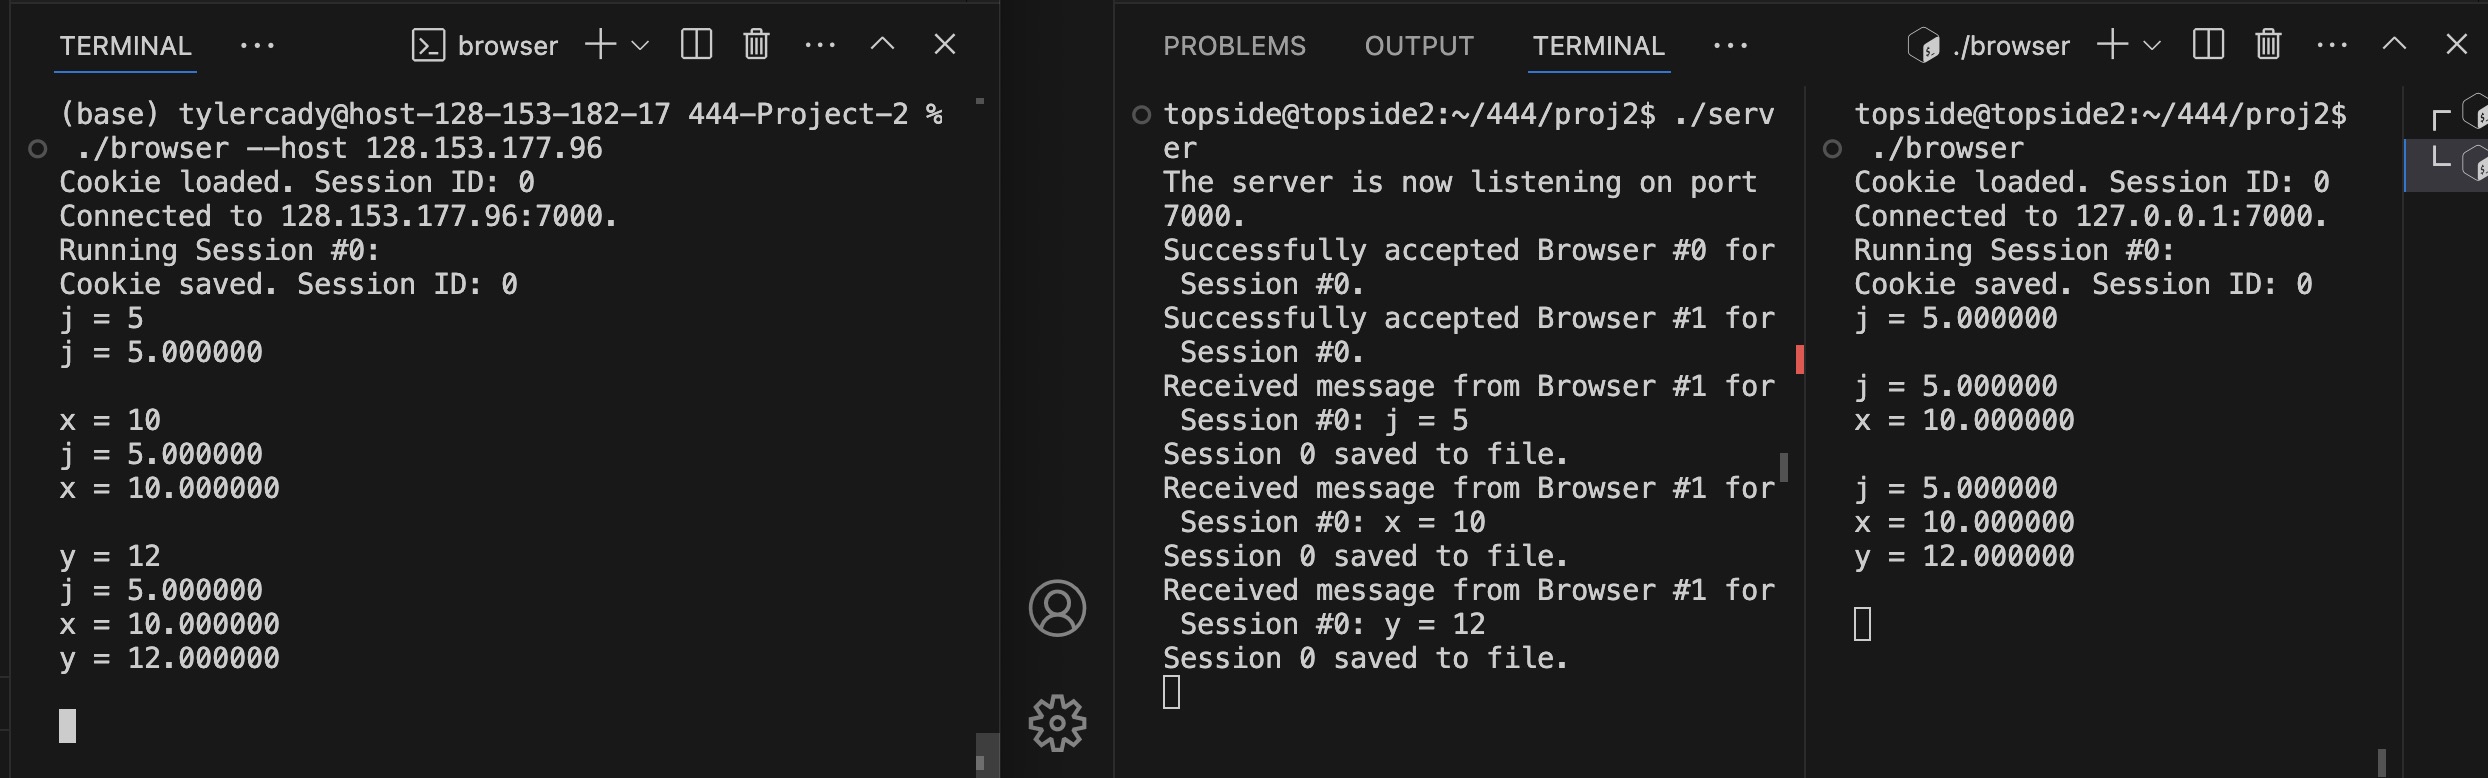 TERMINAL ...
browser
(base) tylercady@host-128-153-182-17 444-Project-2 %
./browser --host 128.153.177.96
Cookie loaded. Session ID: 0
Connected to 128.153.177.96:7000.
Running Session #0:
Cookie saved. Session ID: 0
j = 5
j = 5.000000
x = 10
j = 5.000000
x = 10.000000
y = 12
j = 5.000000
x = 10.000000
y = 12.000000
PROBLEMS OUTPUT TERMINAL ...
./browser
topside@topside2:~/444/proj2$ ./serv
er
The server is now listening on port
7000.
Successfully accepted Browser #0 for
Session #0.
Successfully accepted Browser #1 for
Session #0.
Received message from Browser #1 for
Session #0: j = 5
Session 0 saved to file.
Received message from Browser #1 for
Session #0: x = 10
Session 0 saved to file.
Received message from Browser #1 for
Session #0: y = 12
Session 0 saved to file.
topside@topside2:~/444/proj2$
./browser
Cookie loaded. Session ID: 0
Connected to 127.0.0.1:7000.
Running Session #0:
Cookie saved. Session ID: 0
j = 5.000000
j = 5.000000
x = 10.000000
j = 5.000000
x = 10.000000
y = 12.000000